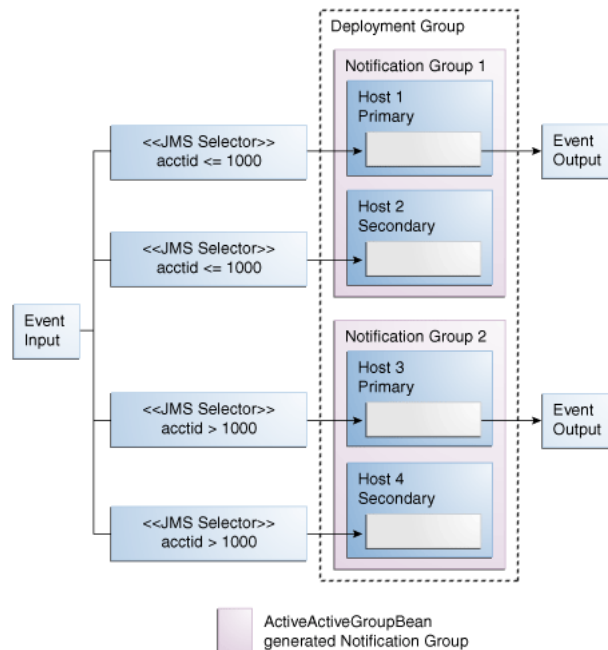 Deployment Group
Notification Group 1
Host 1
Primary
<<JMS Selector>>
acctid <= 1000
Event
Output
Host 2
Secondary
<<JMS Selector>>
acctid <= 1000
Event
Input
Notification Group 2
Host 3
Primary
<<JMS Selector>>
acctid > 1000
Event
Output
Host 4
Secondary
<<JMS Selector>>
acctid > 1000
ActiveActiveGroupBean
generated Notification Group